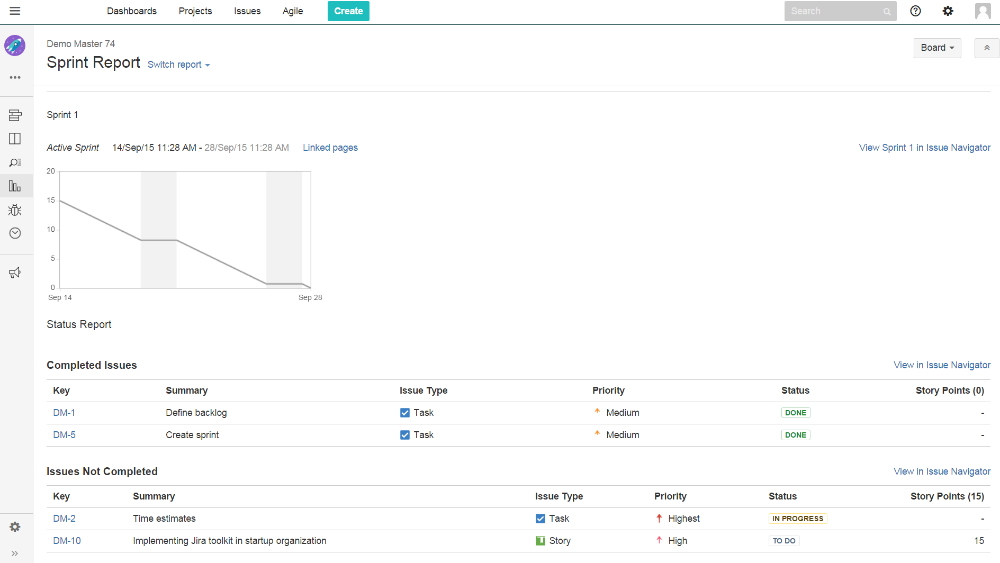 Dashboards Projects Issues Agile Create Search
Demo Master 74
Board
Sprint Report Switch report
Sprint 1
Active Sprint 14/Sep/15 11:28 AM - 28/Sep/15 11:28 AM Linked pages View Sprint 1 in Issue Navigator
20
15
10
5
0
Sep 14 Sep 28
Status Report
Completed Issues View in Issue Navigator
Key Summary Issue Type Priority Status Story Points (0)
DM-1 Define backlog Task Medium DONE -
DM-5 Create sprint Task Medium DONE -
Issues Not Completed View in Issue Navigator
Key Summary Issue Type Priority Status Story Points (15)
DM-2 Time estimates Task Highest IN PROGRESS -
DM-10 Implementing Jira toolkit in startup organization Story High TO DO 15